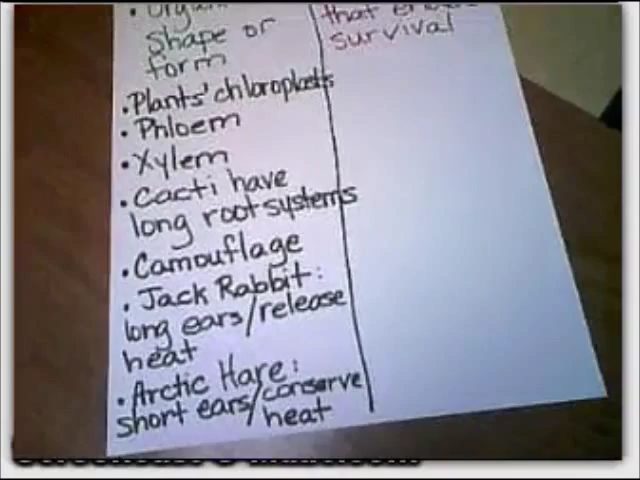 Shape or
form
• Plants' chloroplasts
• Phloem
• Xylem
• Cacti have
long root systems
• Camouflage
• Jack Rabbit:
long ears/release
heat
• Arctic Hare:
short ears/conserve
heat
that
survival